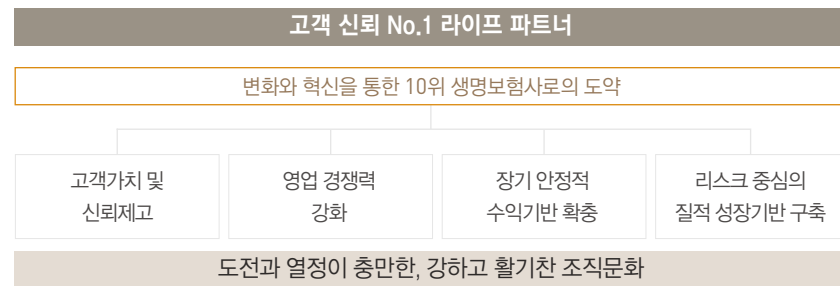 고객 신뢰 No.1 라이프 파트너
변화와 혁신을 통한 10위 생명보험사로의 도약
고객가치 및
신뢰제고
영업 경쟁력
강화
장기 안정적
수익기반 확충
리스크 중심의
질적 성장기반 구축
도전과 열정이 충만한, 강하고 활기찬 조직문화